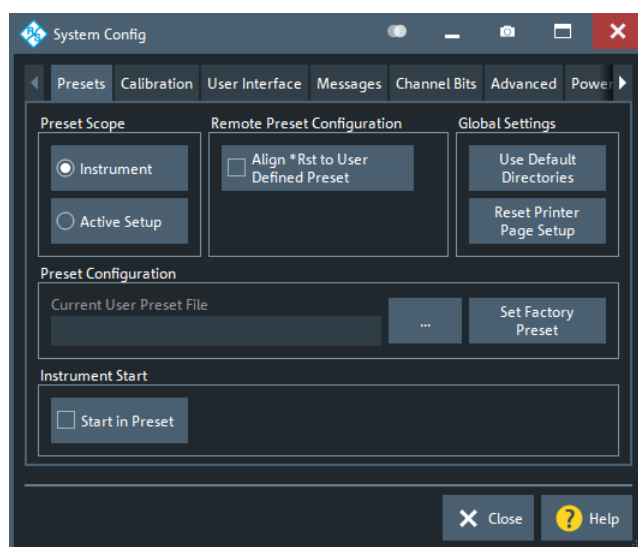 System Config
Presets Calibration User Interface Messages Channel Bits Advanced Power
Preset Scope Remote Preset Configuration Global Settings
Instrument
Align *Rst to User
Defined Preset
Use Default
Directories
Active Setup
Reset Printer
Page Setup
Preset Configuration
Current User Preset File
...
Set Factory
Preset
Instrument Start
Start in Preset
Close
? Help